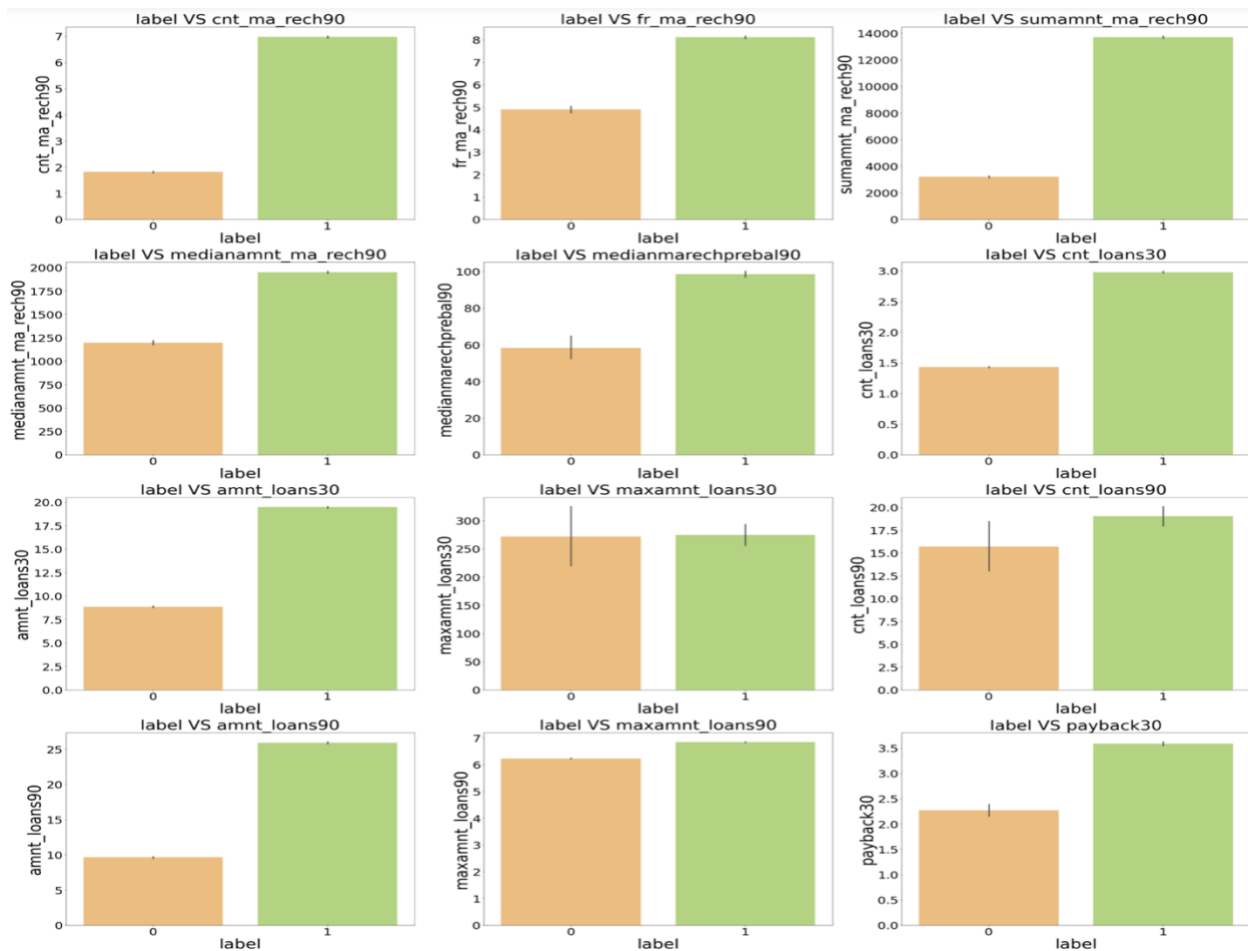 label VS cnt_ma_rech90
cnt_ma_rech90
7
6
5
4
3
2
1
0
0 1
label
label VS fr_ma_rech90
fr_ma_rech90
8
7
6
5
4
3
2
1
0
0 1
label
label VS sumamnt_ma_rech90
sumamnt_ma_rech90
14000
12000
10000
8000
6000
4000
2000
0
0 1
label
label VS medianamnt_ma_rech90
medianamnt_ma_rech90
2000
1750
1500
1250
1000
750
500
250
0
0 1
label
label VS medianmarechprebal90
medianmarechprebal90
100
80
60
40
20
0
0 1
label
label VS cnt_loans30
cnt_loans30
3.0
2.5
2.0
1.5
1.0
0.5
0.0
0 1
label
label VS amnt_loans30
amnt_loans30
20.0
17.5
15.0
12.5
10.0
7.5
5.0
2.5
0.0
0 1
label
label VS maxamnt_loans30
maxamnt_loans30
300
250
200
150
100
50
0
0 1
label
label VS cnt_loans90
cnt_loans90
20.0
17.5
15.0
12.5
10.0
7.5
5.0
2.5
0.0
0 1
label
label VS amnt_loans90
amnt_loans90
25
20
15
10
5
0
0 1
label
label VS maxamnt_loans90
maxamnt_loans90
7
6
5
4
3
2
1
0
0 1
label
label VS payback30
payback30
3.5
3.0
2.5
2.0
1.5
1.0
0.5
0.0
0 1
label